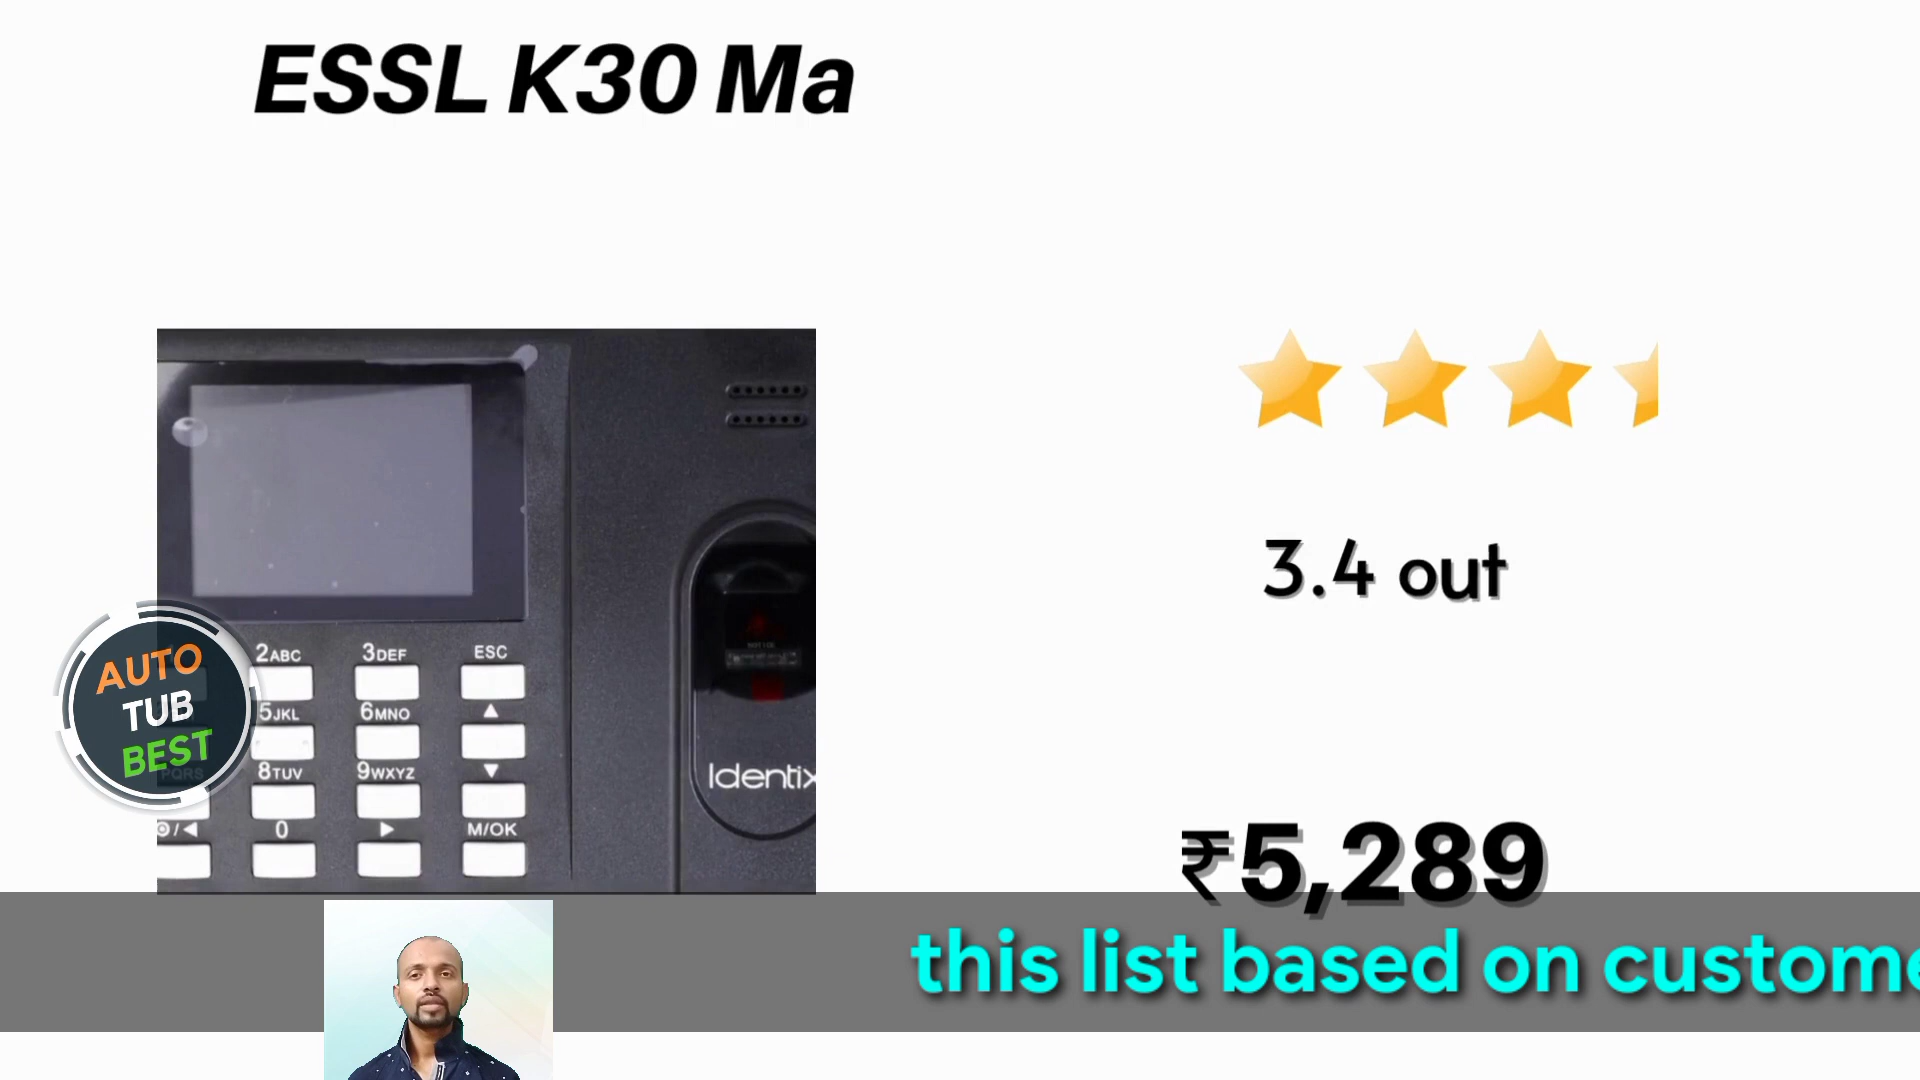 ESSL K30 Ma
3.4 out
₹5,289
this list based on custome
AUTO
TUB
BEST
2ABC 3DEF ESC
5JKL 6MNO ▲
PQRS 8TUV 9WXYZ ▼
/◀ 0 ▶ M/OK
Identix